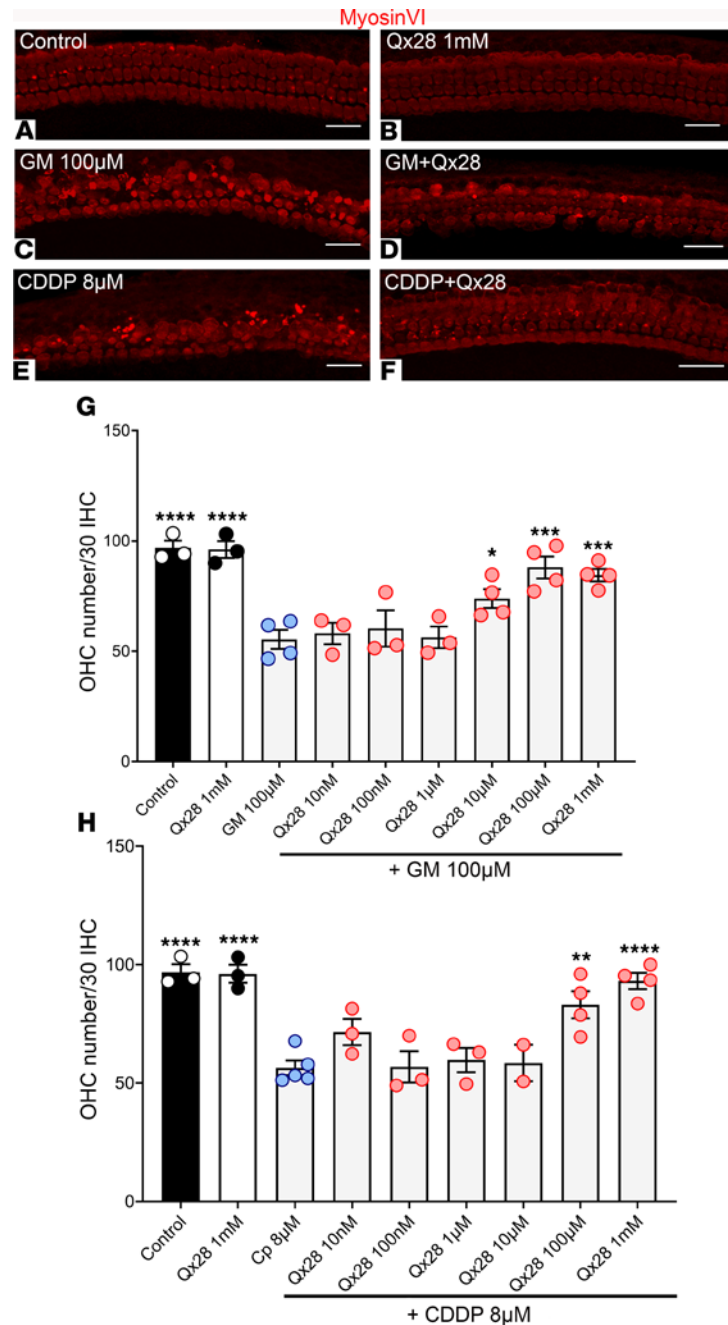 MyosinVI
Control
A
Qx28 1mM
B
GM 100µM
C
GM+Qx28
D
CDDP 8µM
E
CDDP+Qx28
F
G
OHC number/30 IHC
150
100
50
0
**** **** * *** ***
Control
Qx28 1mM
GM 100µM
Qx28 10nM
Qx28 100nM
Qx28 1µM
Qx28 10µM
Qx28 100µM
Qx28 1mM
+ GM 100µM
H
OHC number/30 IHC
150
100
50
0
**** **** ** ****
Control
Qx28 1mM
Cp 8µM
Qx28 10nM
Qx28 100nM
Qx28 1µM
Qx28 10µM
Qx28 100µM
Qx28 1mM
+ CDDP 8µM